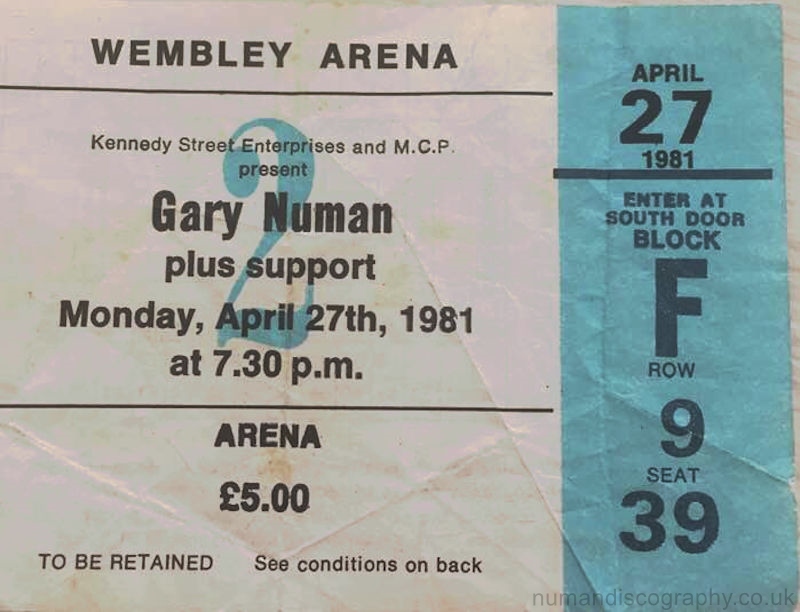 WEMBLEY ARENA
Kennedy Street Enterprises and M.C.P.
present
Gary Numan
plus support
Monday, April 27th, 1981
at 7.30 p.m.
ARENA
£5.00
TO BE RETAINED See conditions on back
2
APRIL
27
1981
ENTER AT
SOUTH DOOR
BLOCK
F
ROW
9
SEAT
39
numandiscography.co.uk